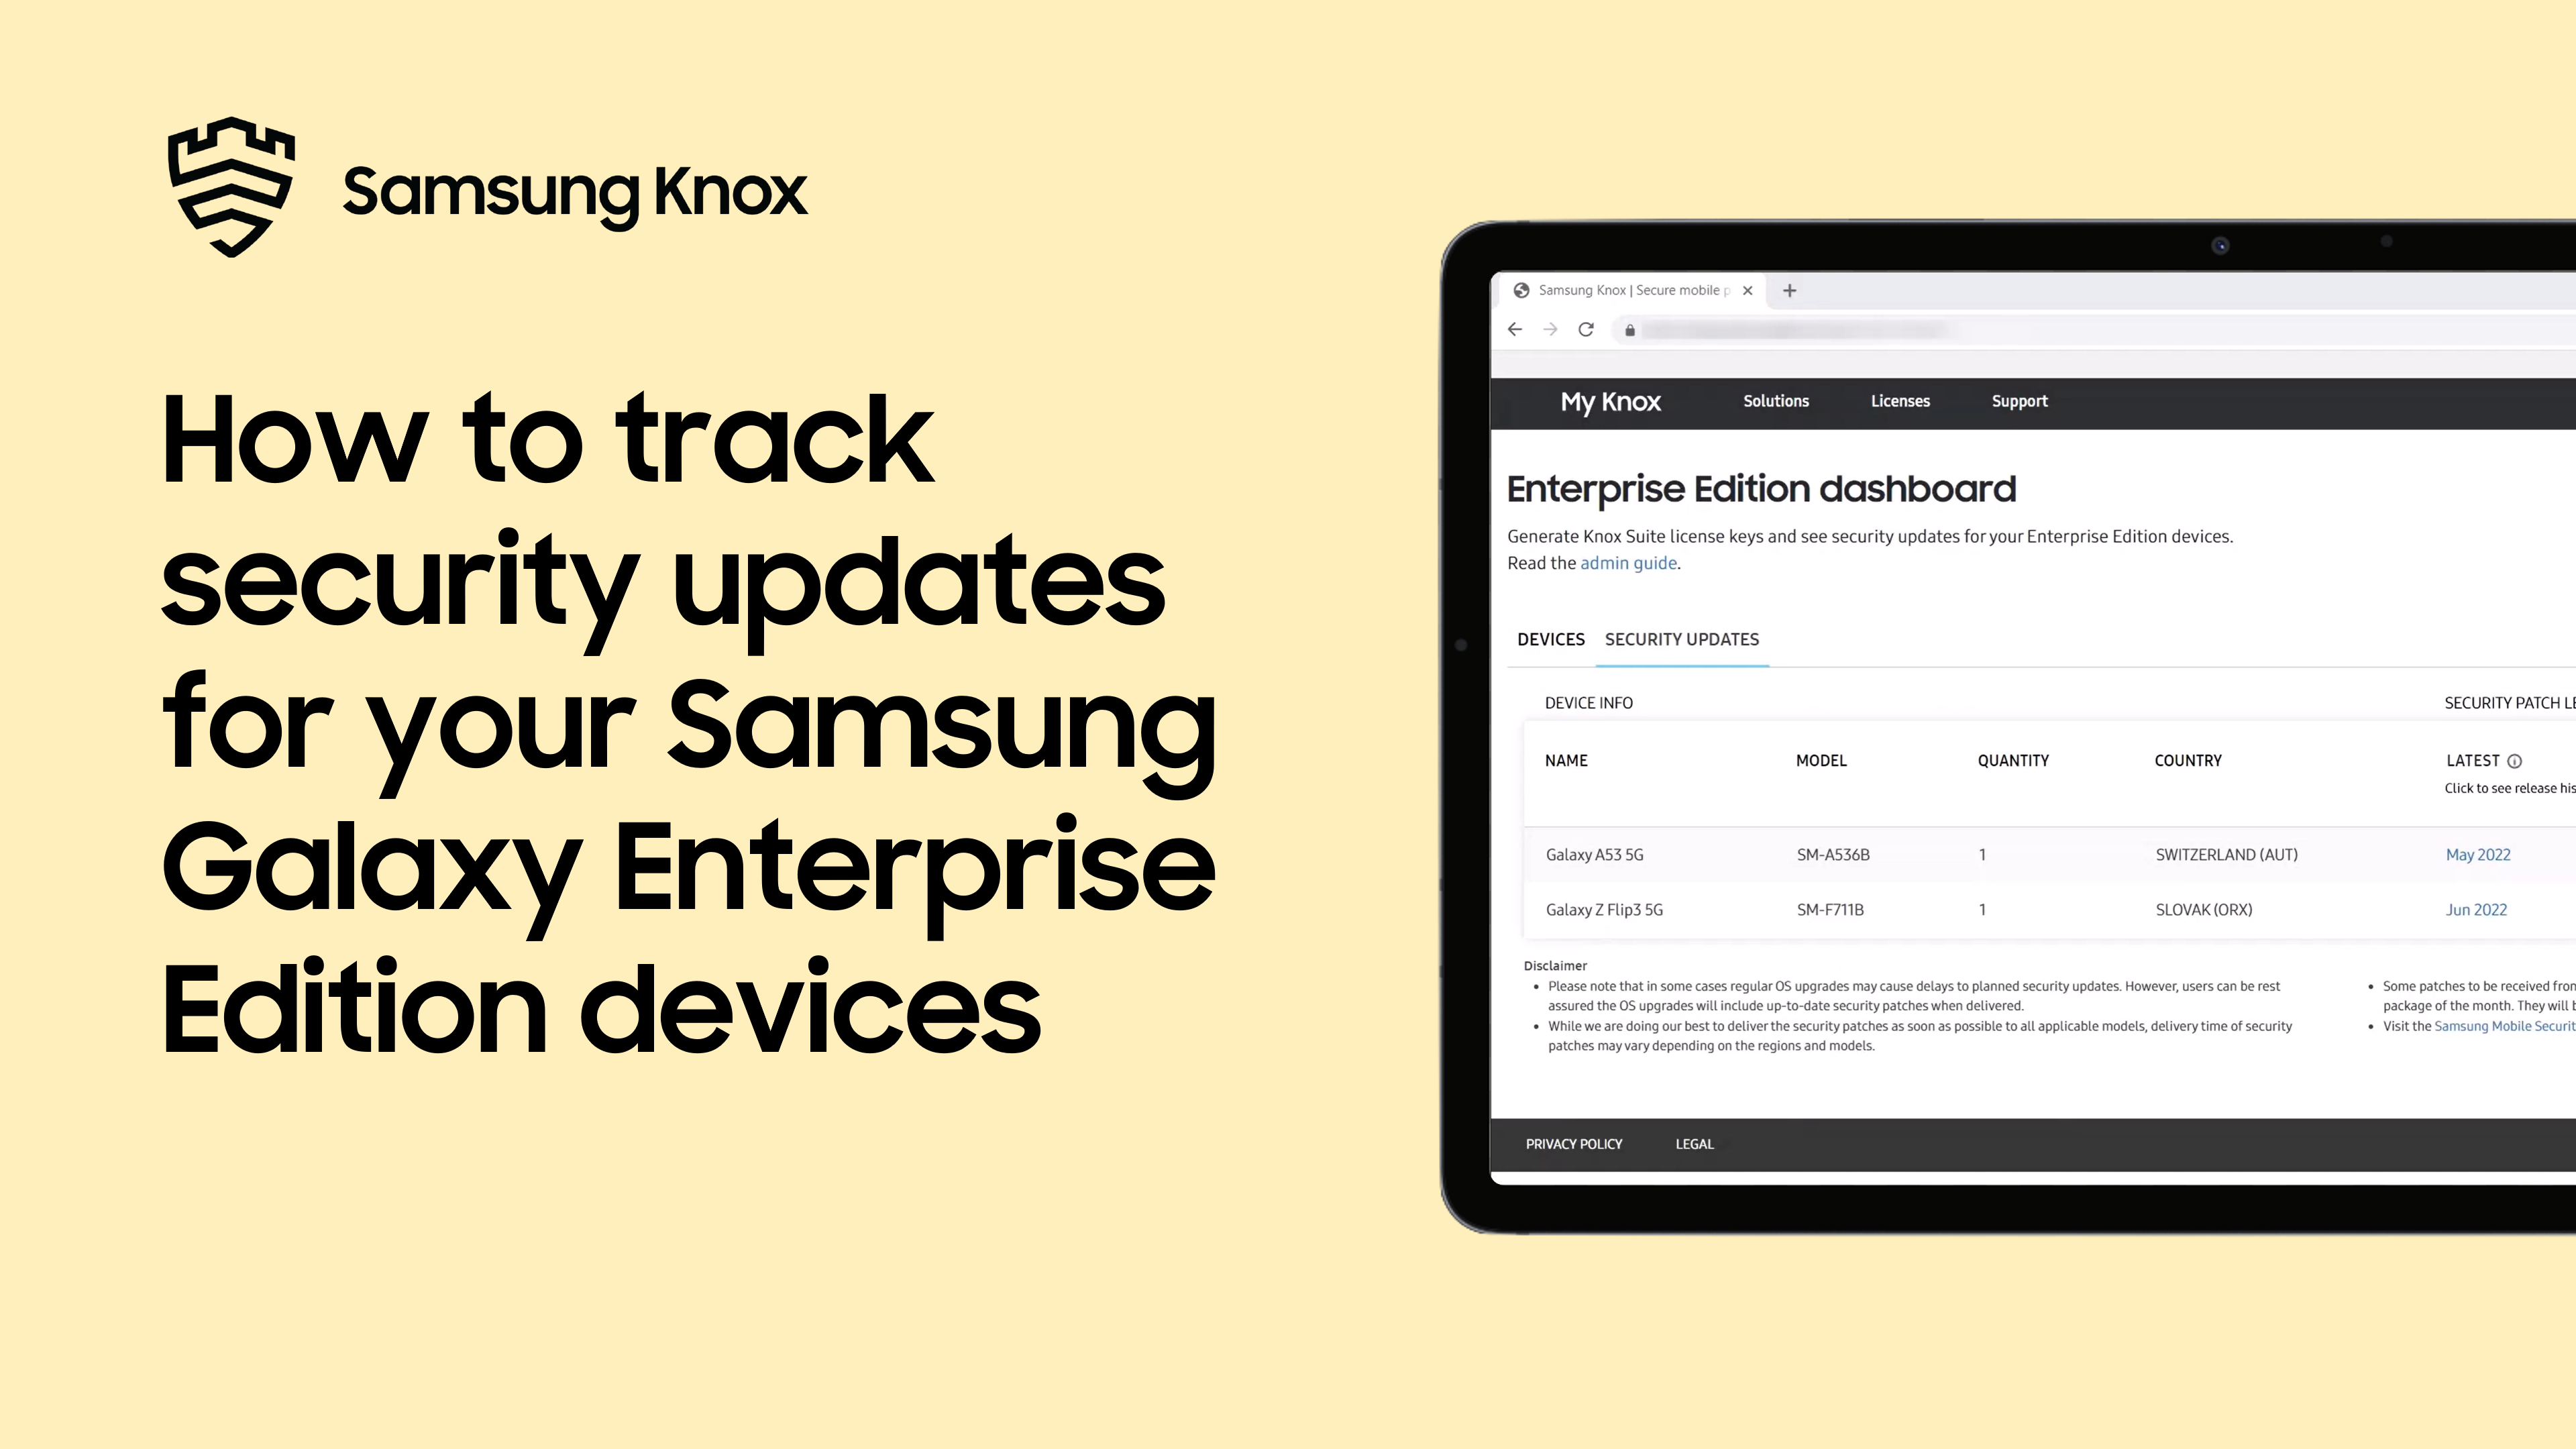 Samsung Knox
How to track
security updates
for your Samsung
Galaxy Enterprise
Edition devices
Samsung Knox | Secure mobile p
My Knox Solutions Licenses Support
Enterprise Edition dashboard
Generate Knox Suite license keys and see security updates for your Enterprise Edition devices.
Read the admin guide.
DEVICES SECURITY UPDATES
DEVICE INFO SECURITY PATCH LE
NAME MODEL QUANTITY COUNTRY LATEST
Click to see release his
Galaxy A53 5G SM-A536B 1 SWITZERLAND (AUT) May 2022
Galaxy Z Flip3 5G SM-F711B 1 SLOVAK (ORX) Jun 2022
Disclaimer
• Please note that in some cases regular OS upgrades may cause delays to planned security updates. However, users can be rest
assured the OS upgrades will include up-to-date security patches when delivered.
• While we are doing our best to deliver the security patches as soon as possible to all applicable models, delivery time of security
patches may vary depending on the regions and models.
• Some patches to be received from
package of the month. They will b
• Visit the Samsung Mobile Securit
PRIVACY POLICY LEGAL